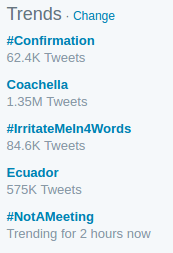 Trends · Change
#Confirmation
62.4K Tweets
Coachella
1.35M Tweets
#IrritateMeIn4Words
84.6K Tweets
Ecuador
575K Tweets
#NotAMeeting
Trending for 2 hours now